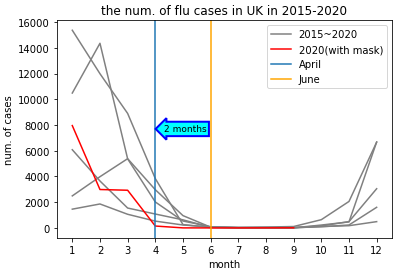 the num. of flu cases in UK in 2015-2020
num. of cases
16000
14000
12000
10000
8000
6000
4000
2000
0
2015~2020
2020(with mask)
April
June
2 months
1 2 3 4 5 6 7 8 9 10 11 12
month